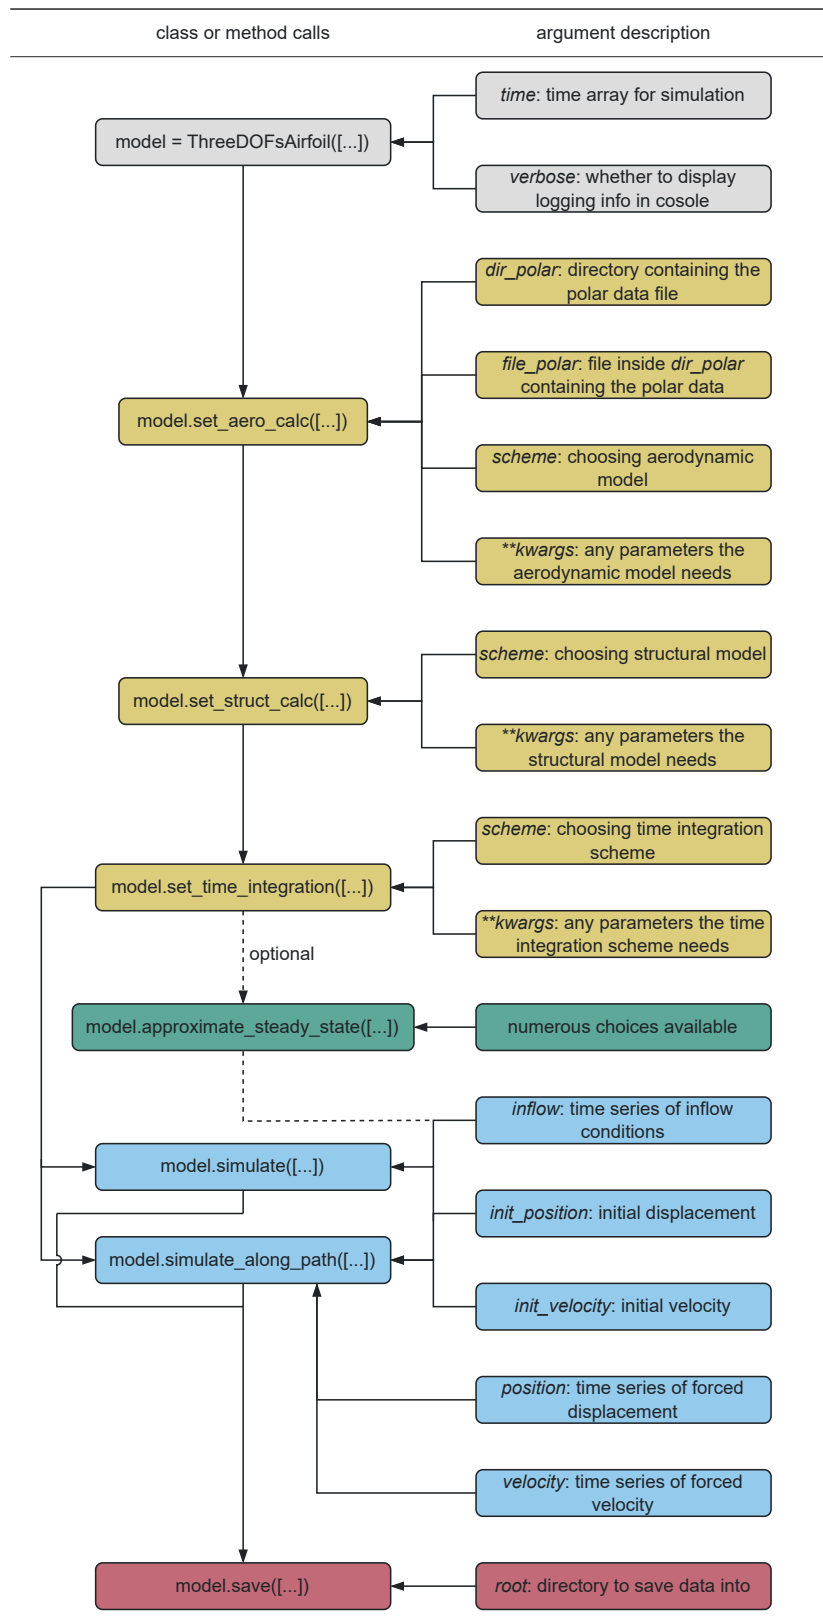 class or method calls
argument description
time: time array for simulation
model = ThreeDOFsAirfoil([...])
verbose: whether to display
logging info in cosole
dir_polar: directory containing the
polar data file
file_polar: file inside dir_polar
containing the polar data
model.set_aero_calc([...])
scheme: choosing aerodynamic
model
**kwargs: any parameters the
aerodynamic model needs
scheme: choosing structural model
model.set_struct_calc([...])
**kwargs: any parameters the
structural model needs
scheme: choosing time integration
scheme
model.set_time_integration([...])
**kwargs: any parameters the time
integration scheme needs
optional
model.approximate_steady_state([...])
numerous choices available
inflow: time series of inflow
conditions
model.simulate([...])
init_position: initial displacement
model.simulate_along_path([...])
init_velocity: initial velocity
position: time series of forced
displacement
velocity: time series of forced
velocity
model.save([...])
root: directory to save data into